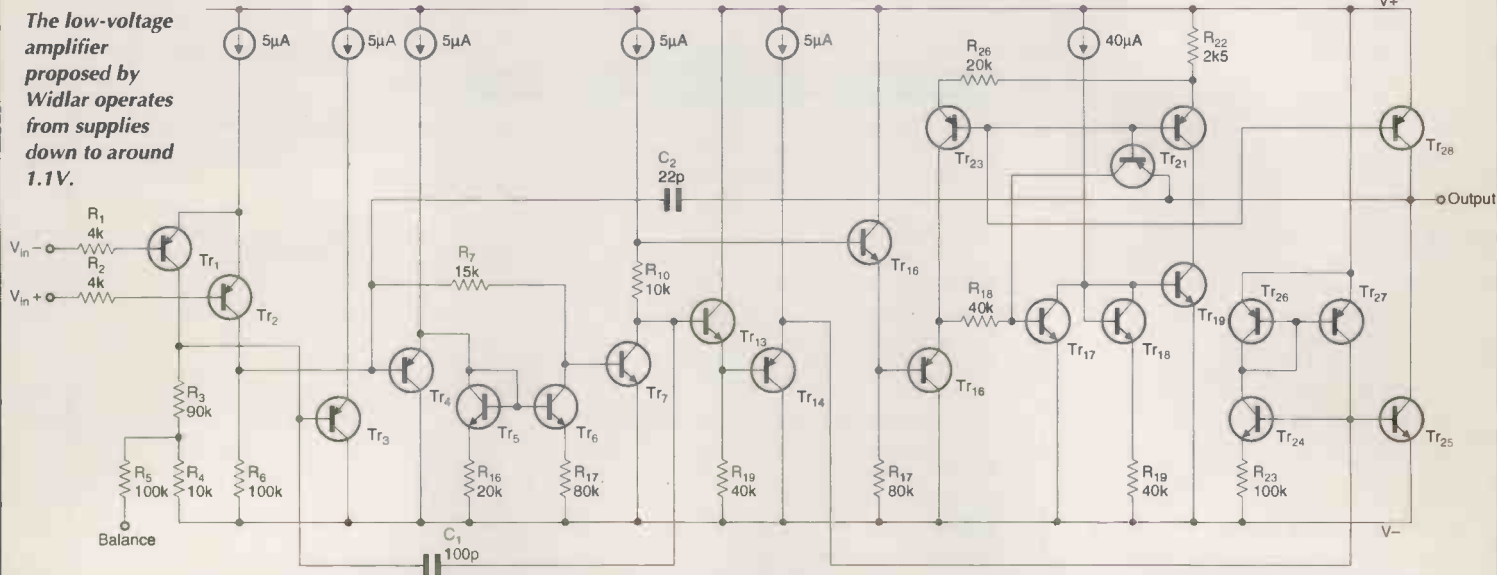 The low-voltage
amplifier
proposed by
Widlar operates
from supplies
down to around
1.1V.
5µA
5µA
5µA
5µA
5µA
40µA
V+
R26
20k
R22
2k5
Tr23
Tr21
Tr28
C2
22p
Output
R1
4k
Vin−
Tr1
R2
4k
Vin+
Tr2
R7
15k
R10
10k
Tr16
R18
40k
Tr13
Tr17
Tr18
Tr19
Tr26
Tr27
R3
90k
Tr3
Tr4
Tr5
Tr6
Tr7
Tr14
Tr16
Tr24
Tr25
R5
100k
R4
10k
R6
100k
R16
20k
R17
80k
R19
40k
R17
80k
R19
40k
R23
100k
Balance
C1
100p
V−